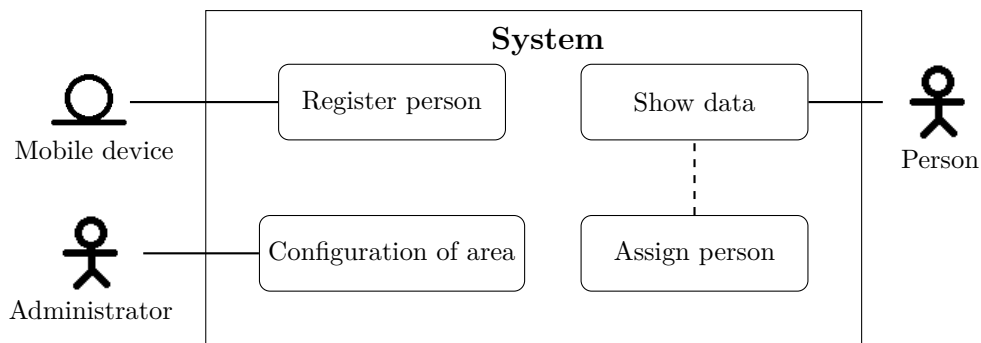 System
Register person
Show data
Mobile device
Person
Configuration of area
Assign person
Administrator